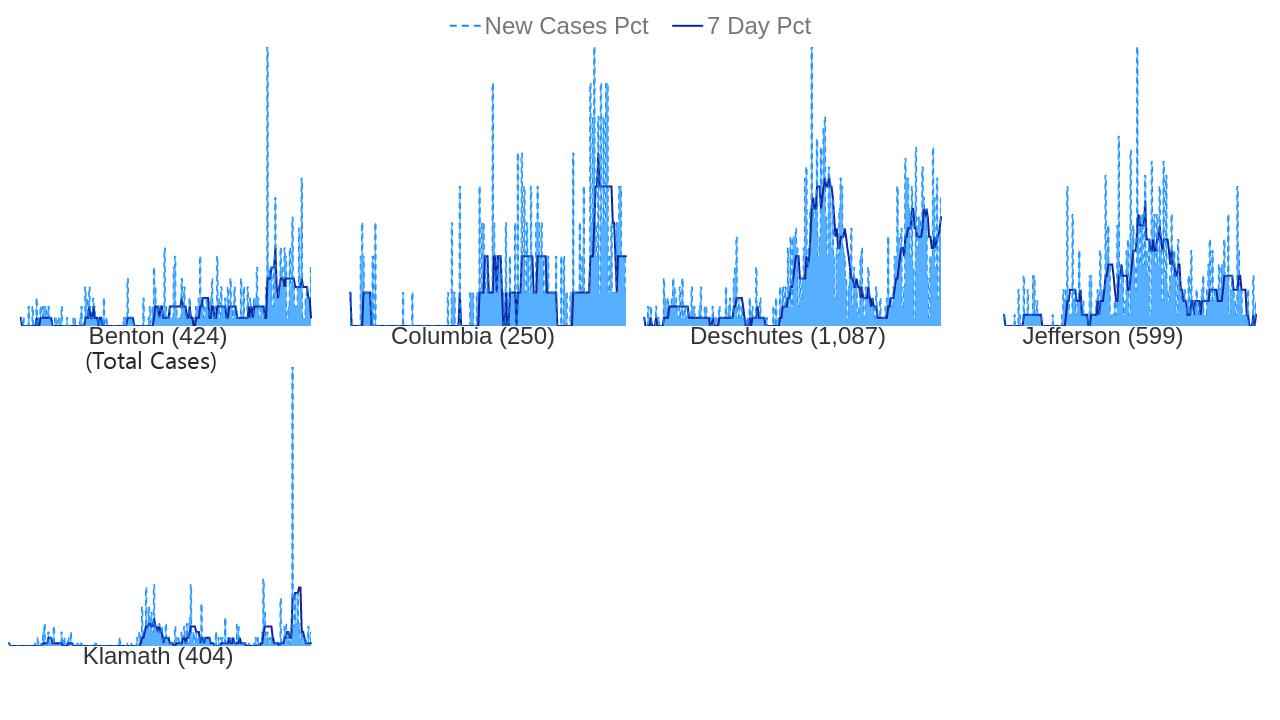 New Cases Pct 7 Day Pct
Benton (424)
(Total Cases)
Columbia (250)
Deschutes (1,087)
Jefferson (599)
Klamath (404)